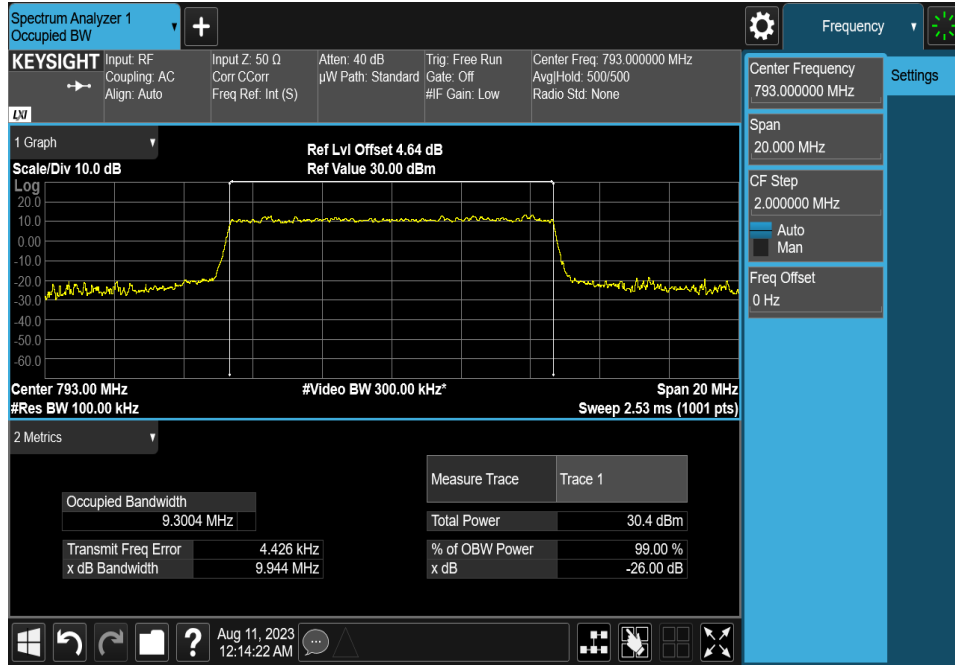 Spectrum Analyzer 1
Occupied BW
+
Frequency
KEYSIGHT
Input: RF
Coupling: AC
Align: Auto
Input Z: 50 Ω
Corr CCorr
Freq Ref: Int (S)
Atten: 40 dB
µW Path: Standard
Trig: Free Run
Gate: Off
#IF Gain: Low
Center Freq: 793.000000 MHz
Avg|Hold: 500/500
Radio Std: None
LXI
Center Frequency
793.000000 MHz
Settings
Span
20.000 MHz
CF Step
2.000000 MHz
Auto
Man
Freq Offset
0 Hz
1 Graph
Scale/Div 10.0 dB
Ref Lvl Offset 4.64 dB
Ref Value 30.00 dBm
Log
20.0
10.0
0.00
-10.0
-20.0
-30.0
-40.0
-50.0
-60.0
Center 793.00 MHz
#Video BW 300.00 kHz*
Span 20 MHz
#Res BW 100.00 kHz
Sweep 2.53 ms (1001 pts)
2 Metrics
Measure Trace
Trace 1
Occupied Bandwidth
9.3004 MHz
Total Power
30.4 dBm
Transmit Freq Error
4.426 kHz
% of OBW Power
99.00 %
x dB Bandwidth
9.944 MHz
x dB
-26.00 dB
?
Aug 11, 2023
12:14:22 AM